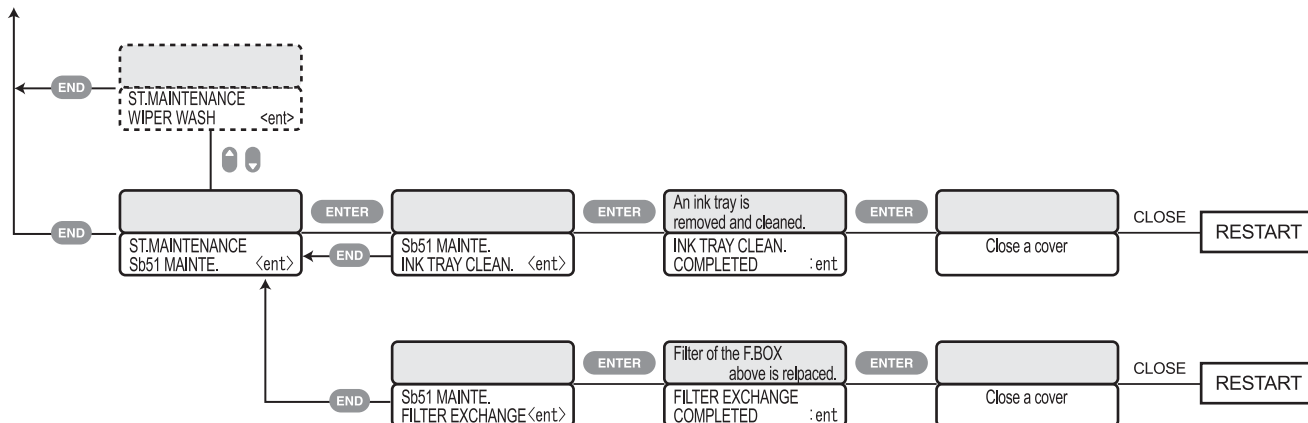 END
ST.MAINTENANCE
WIPER WASH <ent>
END
ST.MAINTENANCE
Sb51 MAINTE. <ent>
ENTER
END
Sb51 MAINTE.
INK TRAY CLEAN. <ent>
ENTER
An ink tray is
removed and cleaned.
INK TRAY CLEAN.
COMPLETED :ent
ENTER
Close a cover
CLOSE
RESTART
END
Sb51 MAINTE.
FILTER EXCHANGE<ent>
ENTER
Filter of the F.BOX
above is relpaced.
FILTER EXCHANGE
COMPLETED :ent
ENTER
Close a cover
CLOSE
RESTART